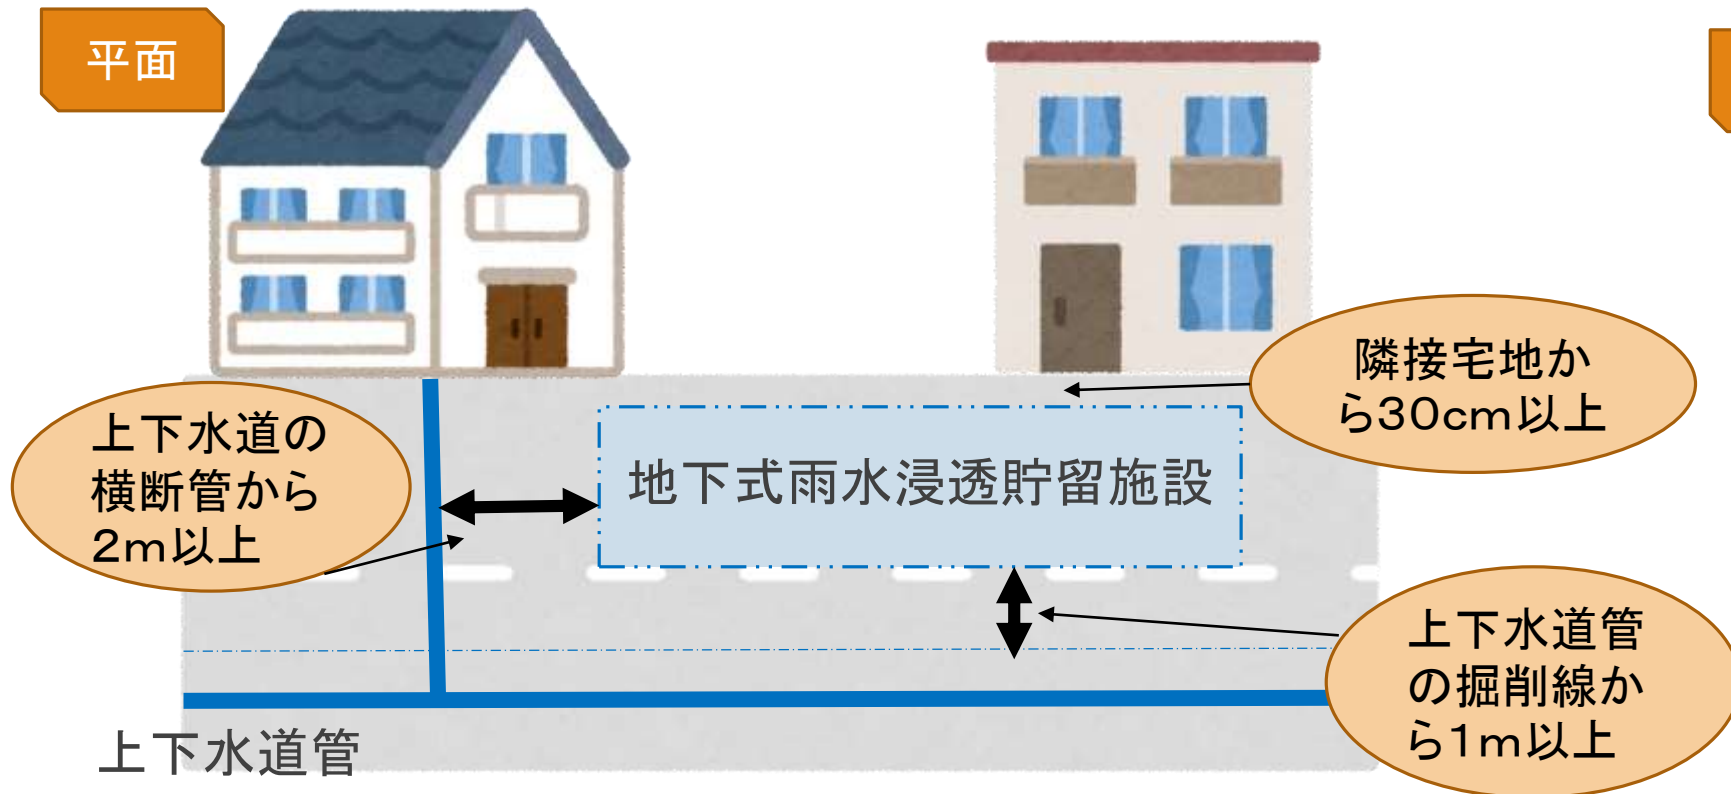 平面
隣接宅地か
ら30cm以上
上下水道の
横断管から
2m以上
地下式雨水浸透貯留施設
上下水道管
の掘削線か
ら1m以上
上下水道管